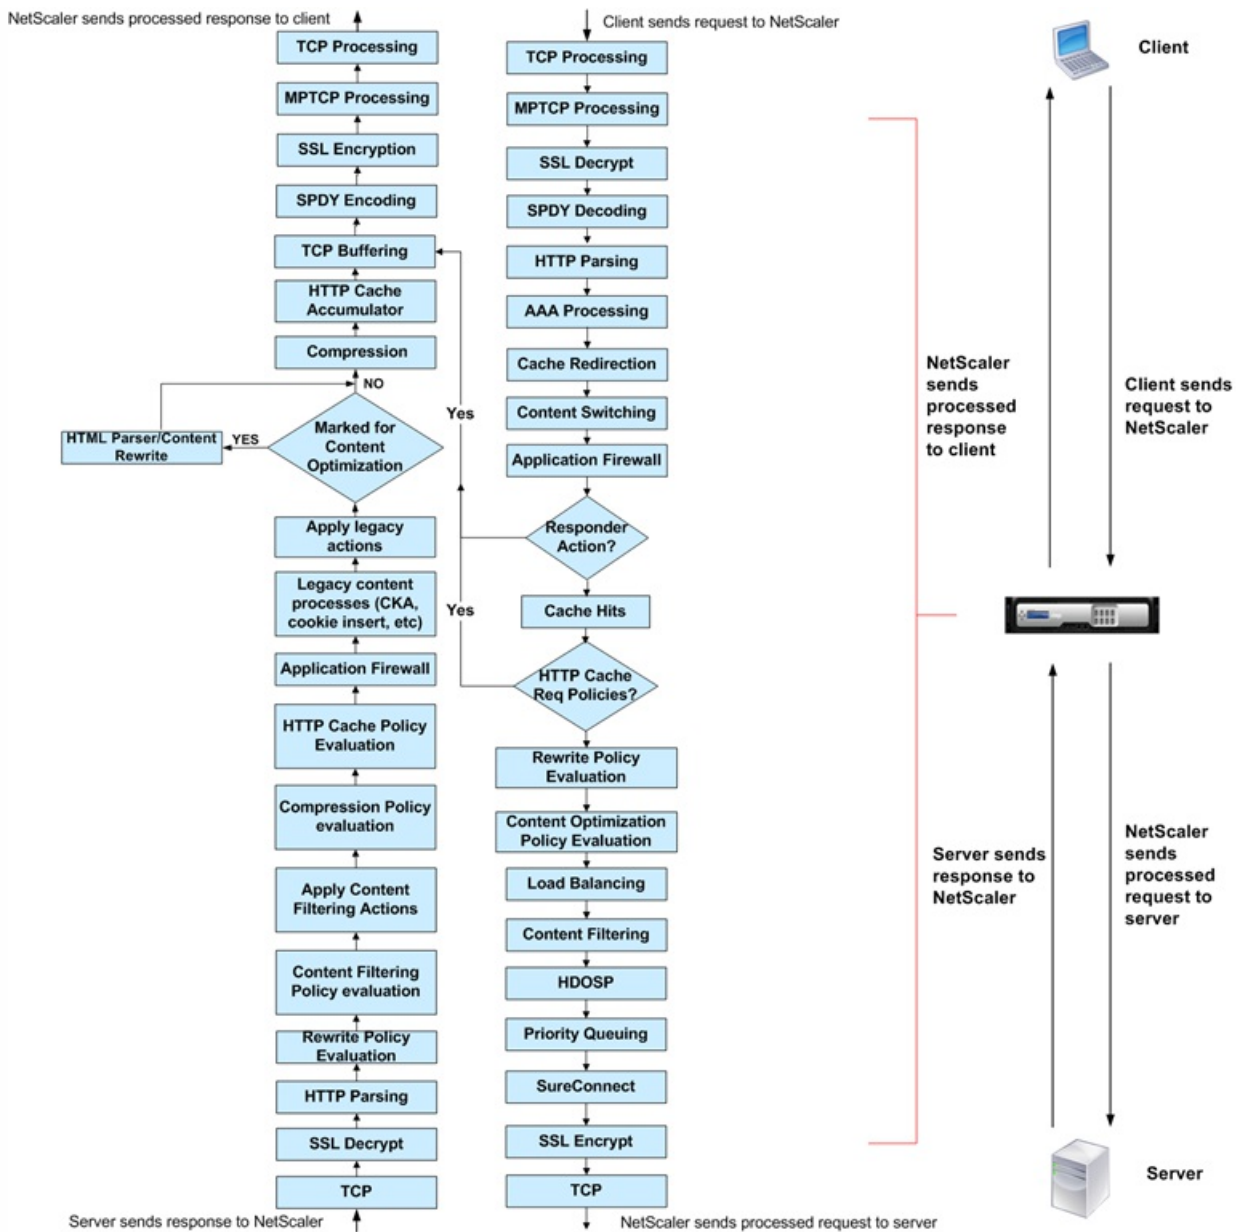 NetScaler sends processed response to client
TCP Processing
MPTCP Processing
SSL Encryption
SPDY Encoding
TCP Buffering
HTTP Cache
Accumulator
Compression
NO
Marked for
Content
Optimization
YES
HTML Parser/Content
Rewrite
Apply legacy
actions
Legacy content
processes (CKA,
cookie insert, etc)
Application Firewall
HTTP Cache Policy
Evaluation
Compression Policy
evaluation
Apply Content
Filtering Actions
Content Filtering
Policy evaluation
Rewrite Policy
Evaluation
HTTP Parsing
SSL Decrypt
TCP
Server sends response to NetScaler
Client sends request to NetScaler
TCP Processing
MPTCP Processing
SSL Decrypt
SPDY Decoding
HTTP Parsing
AAA Processing
Cache Redirection
Content Switching
Application Firewall
Responder
Action?
Yes
Cache Hits
Yes
HTTP Cache
Req Policies?
Rewrite Policy
Evaluation
Content Optimization
Policy Evaluation
Load Balancing
Content Filtering
HDOSP
Priority Queuing
SureConnect
SSL Encrypt
TCP
NetScaler sends processed request to server
Client
NetScaler
sends
processed
response
to client
Client sends
request to
NetScaler
Server sends
response to
NetScaler
NetScaler
sends
processed
request to
server
Server